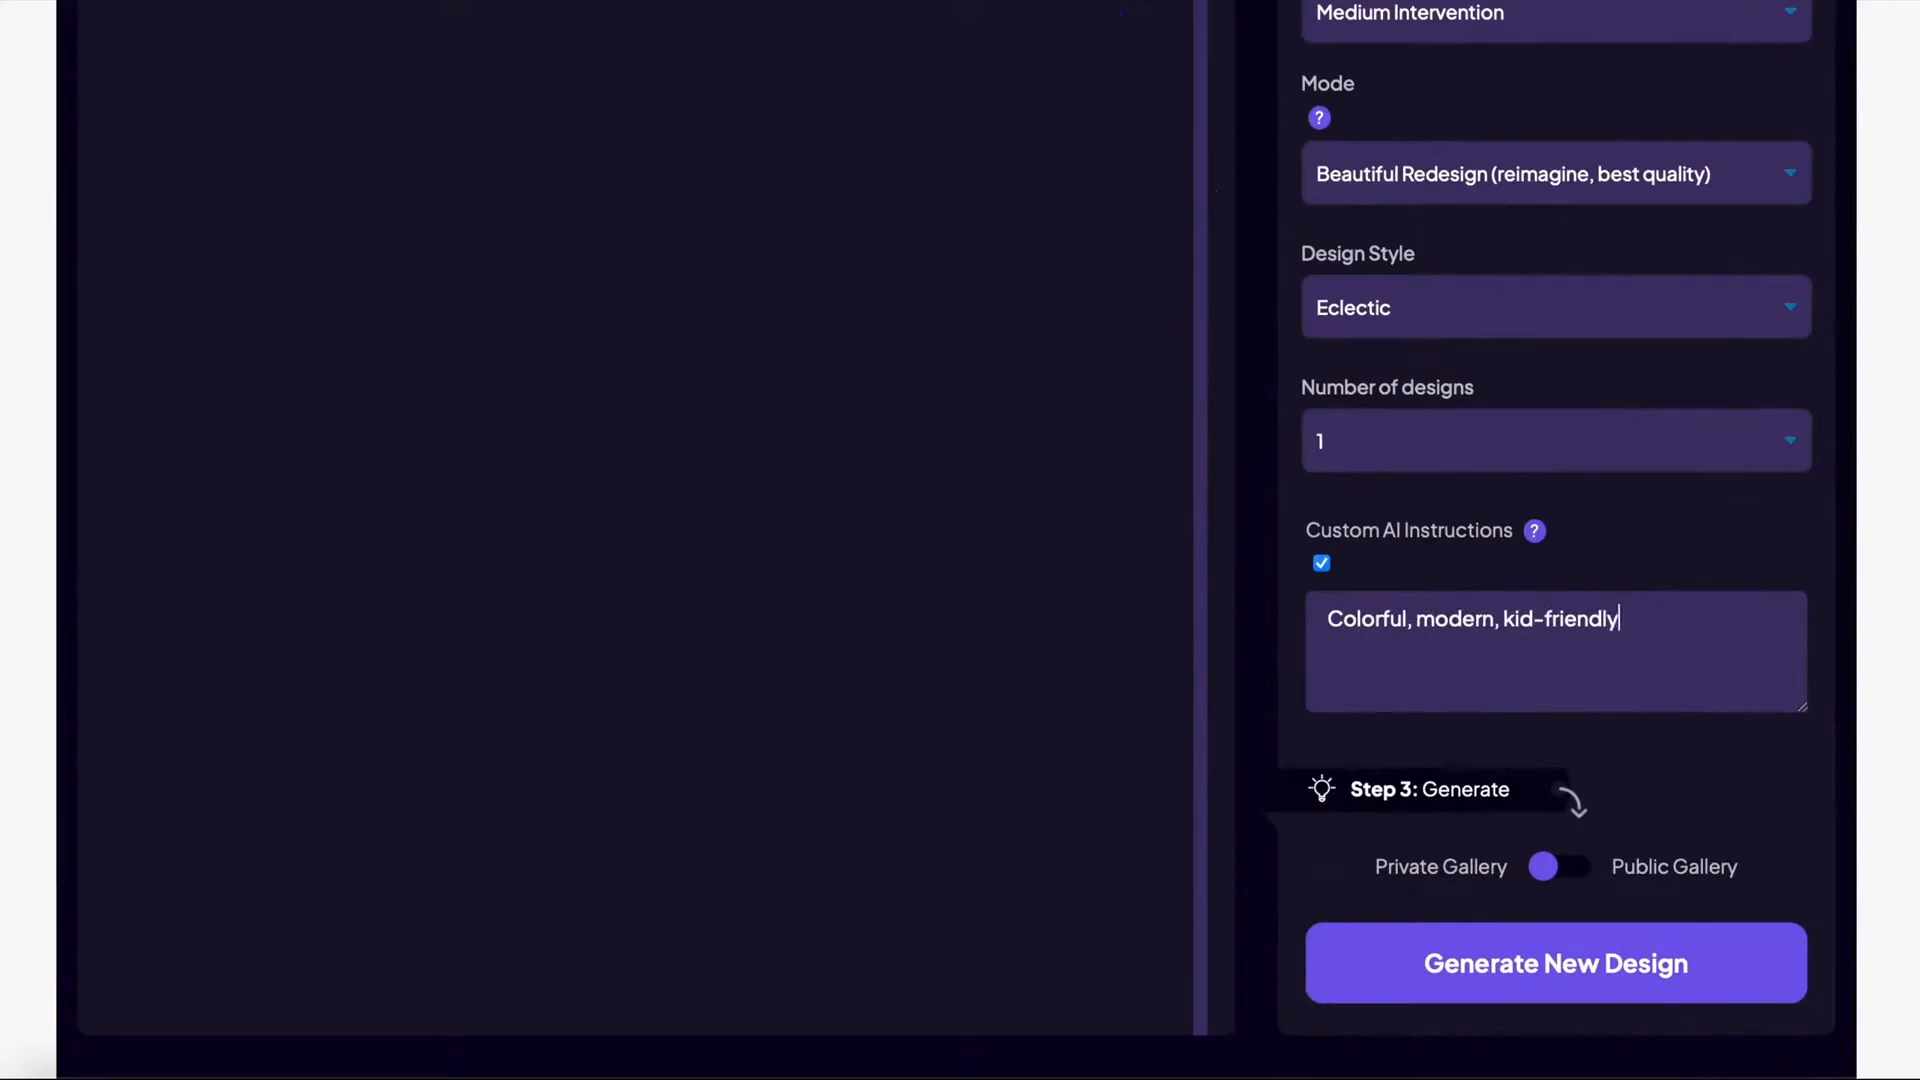 Medium Intervention
Mode
?
Beautiful Redesign (reimagine, best quality)
Design Style
Eclectic
Number of designs
1
Custom AI Instructions ?
Colorful, modern, kid-friendly
Step 3: Generate
Private Gallery Public Gallery
Generate New Design